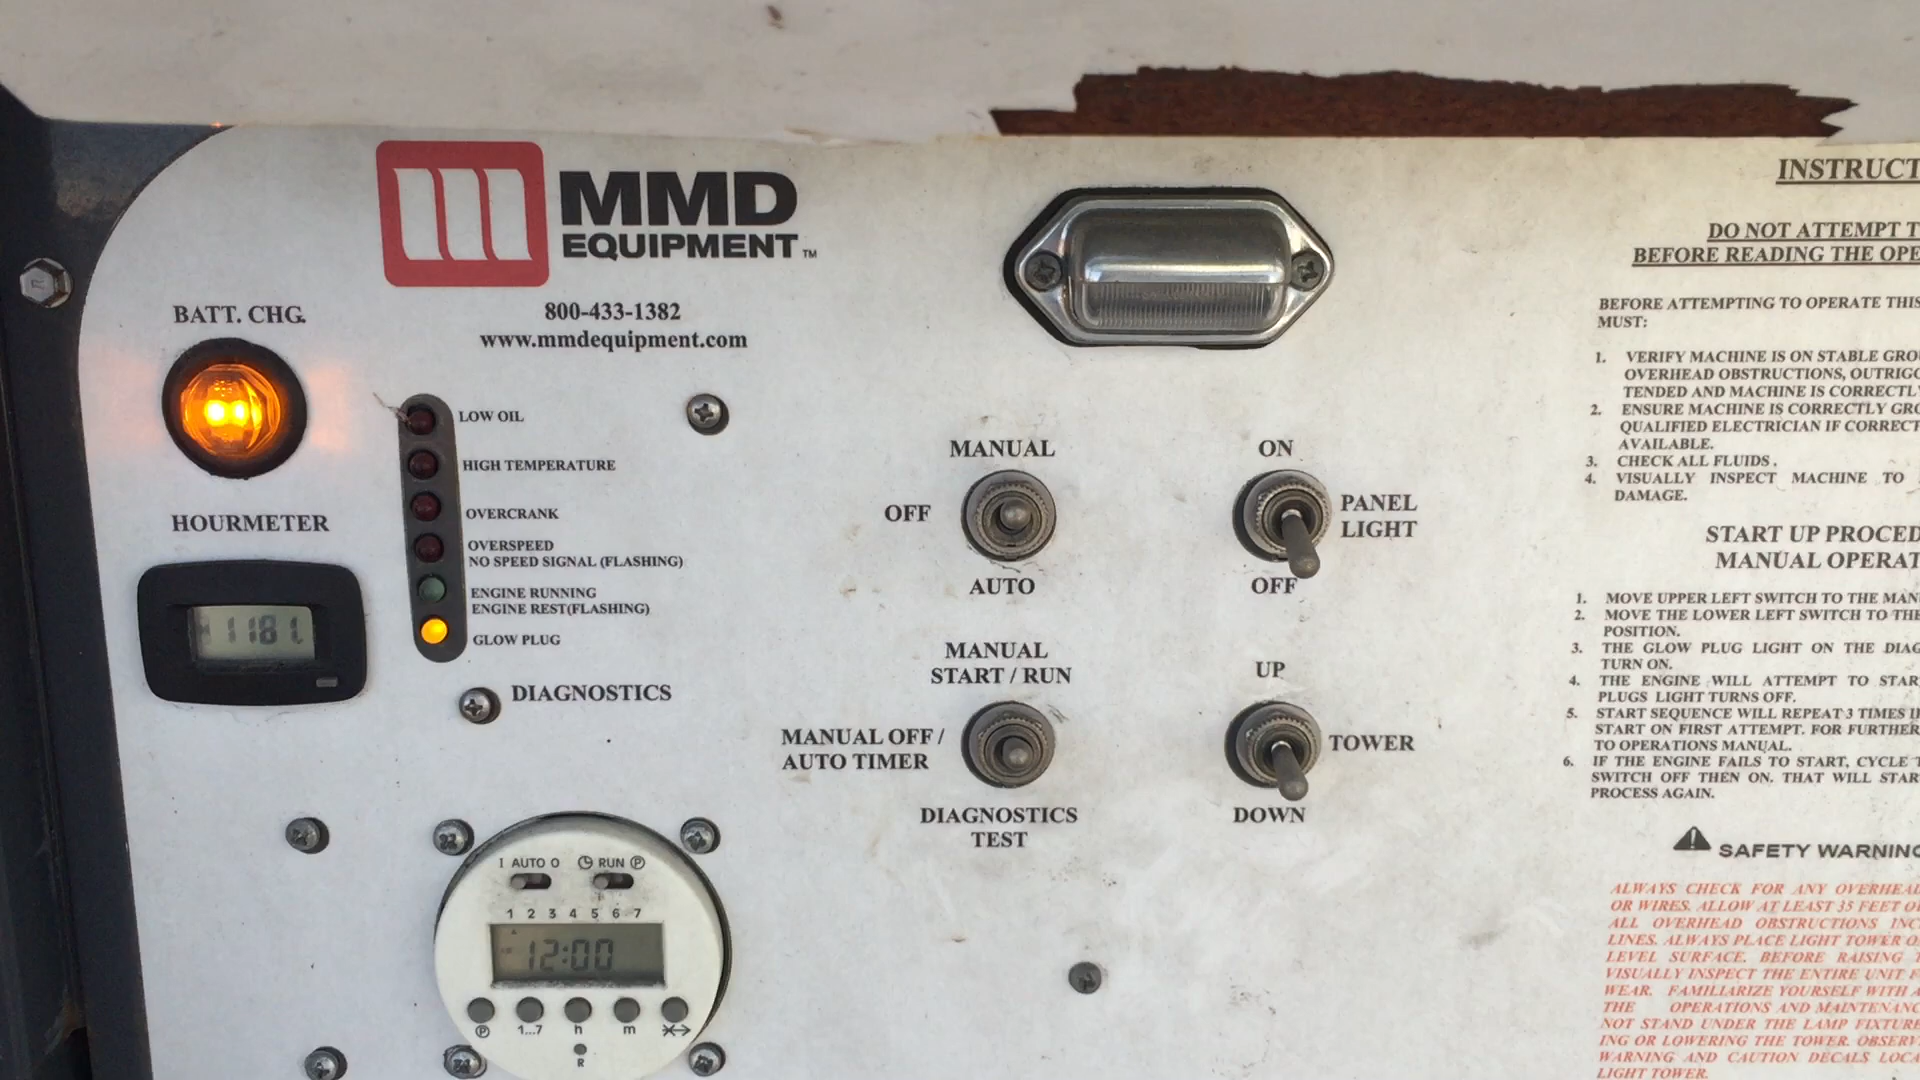 MMD
EQUIPMENT™
800-433-1382
www.mmdequipment.com
BATT. CHG.
HOURMETER
1181
LOW OIL
HIGH TEMPERATURE
OVERCRANK
OVERSPEED
NO SPEED SIGNAL (FLASHING)
ENGINE RUNNING
ENGINE REST(FLASHING)
GLOW PLUG
DIAGNOSTICS
MANUAL
OFF
AUTO
ON
PANEL
LIGHT
OFF
MANUAL
START / RUN
MANUAL OFF /
AUTO TIMER
DIAGNOSTICS
TEST
UP
TOWER
DOWN
I AUTO O RUN P
1 2 3 4 5 6 7
12:00
P 1...7 h m
R
INSTRUCT
DO NOT ATTEMPT T
BEFORE READING THE OPE
BEFORE ATTEMPTING TO OPERATE THIS
MUST:
1. VERIFY MACHINE IS ON STABLE GRO
OVERHEAD OBSTRUCTIONS, OUTRIGG
TENDED AND MACHINE IS CORRECTLY
2. ENSURE MACHINE IS CORRECTLY GRO
QUALIFIED ELECTRICIAN IF CORRECT
AVAILABLE.
3. CHECK ALL FLUIDS.
4. VISUALLY INSPECT MACHINE TO
DAMAGE.
START UP PROCED
MANUAL OPERAT
1. MOVE UPPER LEFT SWITCH TO THE MAN
2. MOVE THE LOWER LEFT SWITCH TO THE
POSITION.
3. THE GLOW PLUG LIGHT ON THE DIAG
TURN ON.
4. THE ENGINE WILL ATTEMPT TO STAR
PLUGS LIGHT TURNS OFF.
5. START SEQUENCE WILL REPEAT 3 TIMES I
START ON FIRST ATTEMPT. FOR FURTHER
TO OPERATIONS MANUAL.
6. IF THE ENGINE FAILS TO START, CYCLE T
SWITCH OFF THEN ON. THAT WILL STAR
PROCESS AGAIN.
SAFETY WARNING
ALWAYS CHECK FOR ANY OVERHEAD
OR WIRES. ALLOW AT LEAST 35 FEET O
ALL OVERHEAD OBSTRUCTIONS INC
LINES. ALWAYS PLACE LIGHT TOWER O
LEVEL SURFACE. BEFORE RAISING T
VISUALLY INSPECT THE ENTIRE UNIT F
WEAR. FAMILIARIZE YOURSELF WITH A
THE OPERATIONS AND MAINTENANC
NOT STAND UNDER THE LAMP FIXTURE
ING OR LOWERING THE TOWER. OBSERV
WARNING AND CAUTION DECALS LOCA
LIGHT TOWER.